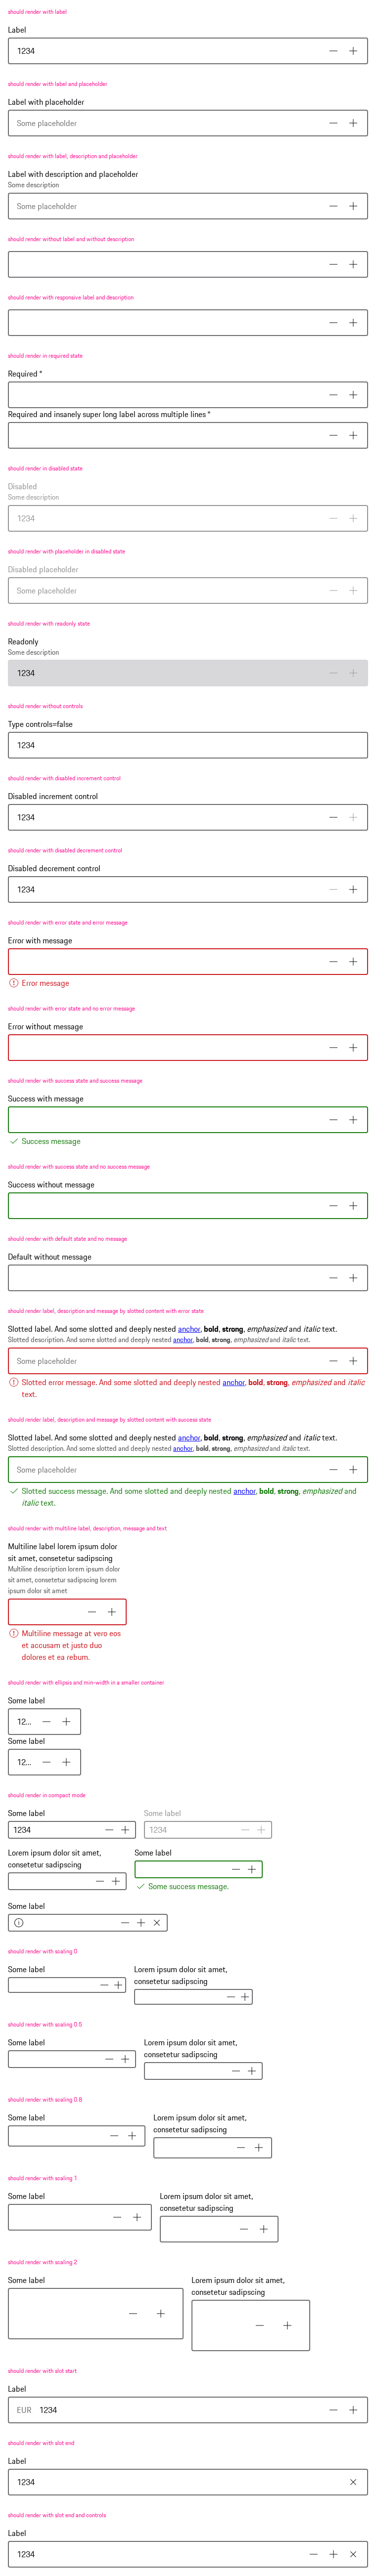 should render with label
Label
1234
should render with label and placeholder
Label with placeholder
Some placeholder
should render with label, description and placeholder
Label with description and placeholder
Some description
Some placeholder
should render without label and without description
should render with responsive label and description
should render in required state
Required *
Required and insanely super long label across multiple lines *
should render in disabled state
Disabled
Some description
1234
should render with placeholder in disabled state
Disabled placeholder
Some placeholder
should render with readonly state
Readonly
Some description
1234
should render without controls
Type controls=false
1234
should render with disabled increment control
Disabled increment control
1234
should render with disabled decrement control
Disabled decrement control
1234
should render with error state and error message
Error with message
Error message
should render with error state and no error message
Error without message
should render with success state and success message
Success with message
Success message
should render with success state and no success message
Success without message
should render with default state and no message
Default without message
should render label, description and message by slotted content with error state
Slotted label. And some slotted and deeply nested anchor, bold, strong, emphasized and italic text.
Slotted description. And some slotted and deeply nested anchor, bold, strong, emphasized and italic text.
Some placeholder
Slotted error message. And some slotted and deeply nested anchor, bold, strong, emphasized and italic
text.
should render label, description and message by slotted content with success state
Slotted label. And some slotted and deeply nested anchor, bold, strong, emphasized and italic text.
Slotted description. And some slotted and deeply nested anchor, bold, strong, emphasized and italic text.
Some placeholder
Slotted success message. And some slotted and deeply nested anchor, bold, strong, emphasized and
italic text.
should render with multiline label, description, message and text
Multiline label lorem ipsum dolor
sit amet, consetetur sadipscing
Multiline description lorem ipsum dolor
sit amet, consetetur sadipscing lorem
ipsum dolor sit amet
Multiline message at vero eos
et accusam et justo duo
dolores et ea rebum.
should render with ellipsis and min-width in a smaller container
Some label
12...
Some label
12...
should render in compact mode
Some label
Some label
1234
1234
Lorem ipsum dolor sit amet,
consetetur sadipscing
Some label
Some success message.
Some label
should render with scaling 0
Some label
Lorem ipsum dolor sit amet,
consetetur sadipscing
should render with scaling 0.5
Some label
Lorem ipsum dolor sit amet,
consetetur sadipscing
should render with scaling 0.8
Some label
Lorem ipsum dolor sit amet,
consetetur sadipscing
should render with scaling 1
Some label
Lorem ipsum dolor sit amet,
consetetur sadipscing
should render with scaling 2
Some label
Lorem ipsum dolor sit amet,
consetetur sadipscing
should render with slot start
Label
EUR 1234
should render with slot end
Label
1234
should render with slot end and controls
Label
1234